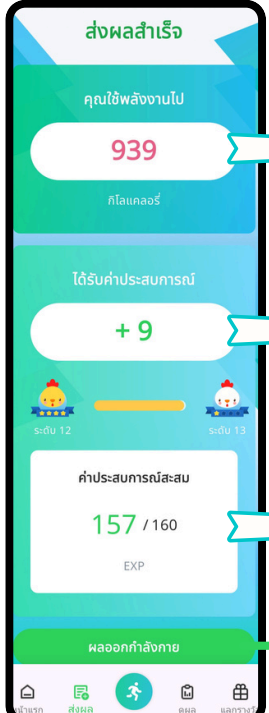 ส่งผลสำเร็จ
คุณใช้พลังงานไป
939
กิโลแคลอรี่
ได้รับค่าประสบการณ์
+ 9
ระดับ 12
ระดับ 13
ค่าประสบการณ์สะสม
157 / 160
EXP
ผลออกกำลังกาย
ส่งผล